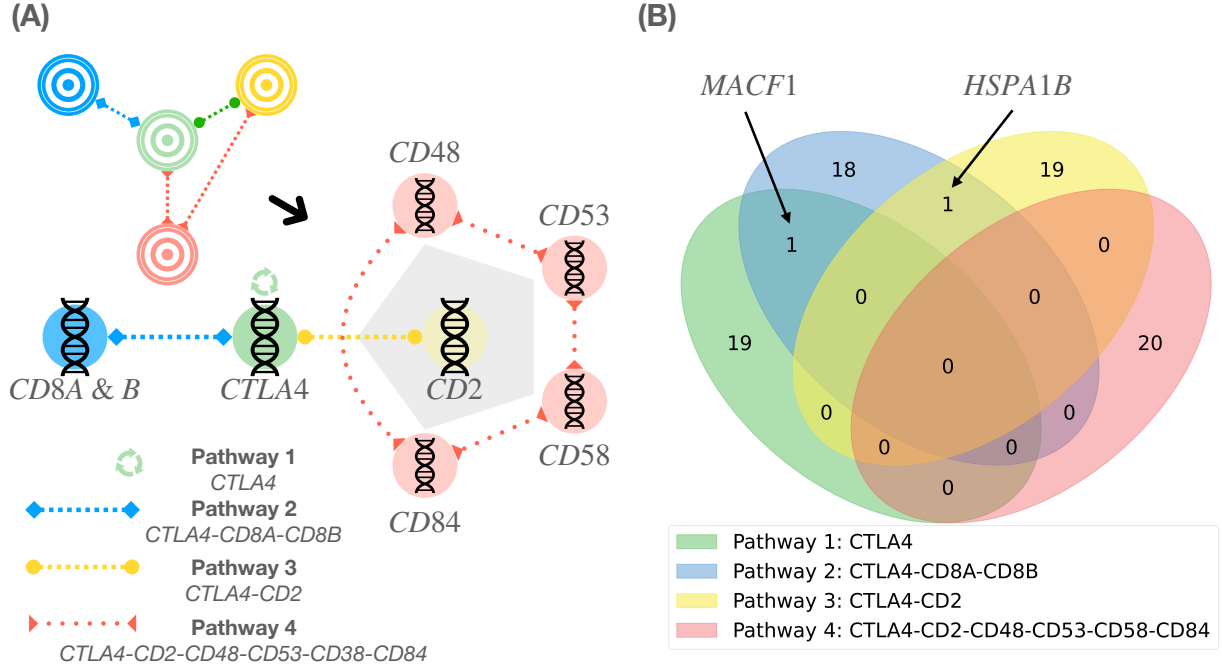 (A)
CD48
CD53
CD8A & B
CTLA4
CD2
CD58
CD84
Pathway 1
CTLA4
Pathway 2
CTLA4-CD8A-CD8B
Pathway 3
CTLA4-CD2
Pathway 4
CTLA4-CD2-CD48-CD53-CD38-CD84
(B)
MACF1
HSPA1B
18
19
1
1
0
0
0
19
20
0
0
0
0
0
0
Pathway 1: CTLA4
Pathway 2: CTLA4-CD8A-CD8B
Pathway 3: CTLA4-CD2
Pathway 4: CTLA4-CD2-CD48-CD53-CD58-CD84